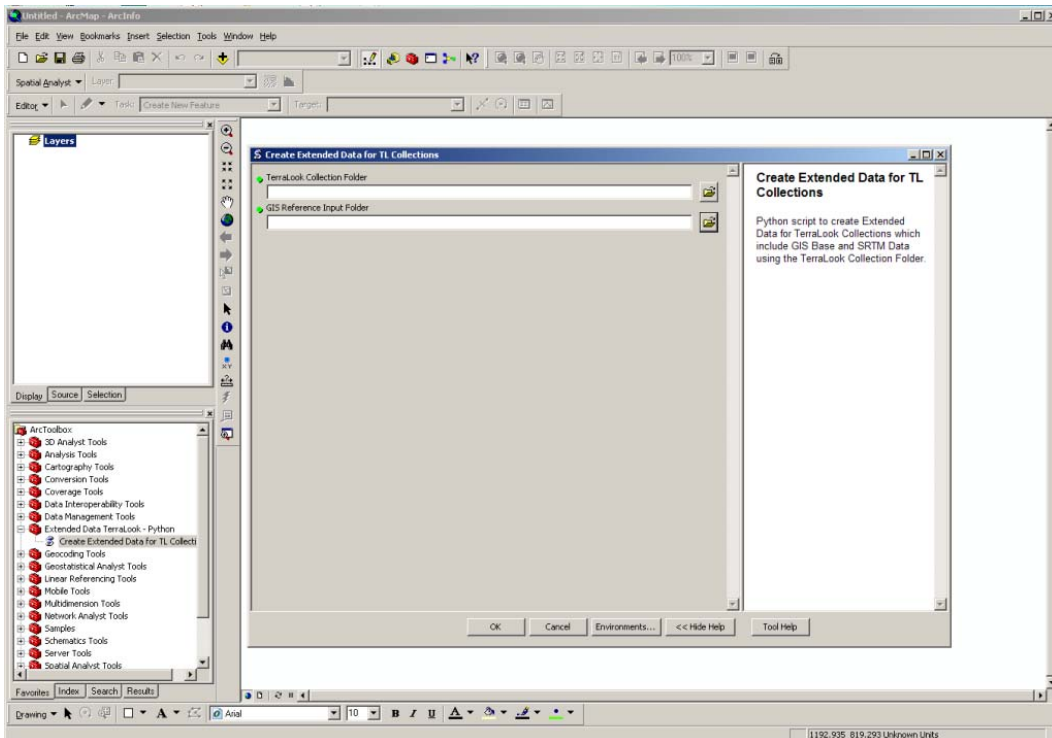 Untitled - ArcMap - ArcInfo
File Edit View Bookmarks Insert Selection Tools Window Help
100%
Spatial Analyst Layer:
Editor Task: Create New Feature Target:
Layers
Display Source Selection
ArcToolbox
3D Analyst Tools
Analysis Tools
Cartography Tools
Conversion Tools
Coverage Tools
Data Interoperability Tools
Data Management Tools
Extended Data TerraLook - Python
Create Extended Data for TL Collecti
Geocoding Tools
Geostatistical Analyst Tools
Linear Referencing Tools
Mobile Tools
Multidimension Tools
Network Analyst Tools
Samples
Schematics Tools
Server Tools
Spatial Analyst Tools
Favorites Index Search Results
Create Extended Data for TL Collections
TerraLook Collection Folder
GIS Reference Input Folder
Create Extended Data for TL
Collections
Python script to create Extended
Data for TerraLook Collections which
include GIS Base and SRTM Data
using the TerraLook Collection Folder.
OK Cancel Environments... << Hide Help Tool Help
Drawing A Arial 10 B I U A
1192.935 819.293 Unknown Units